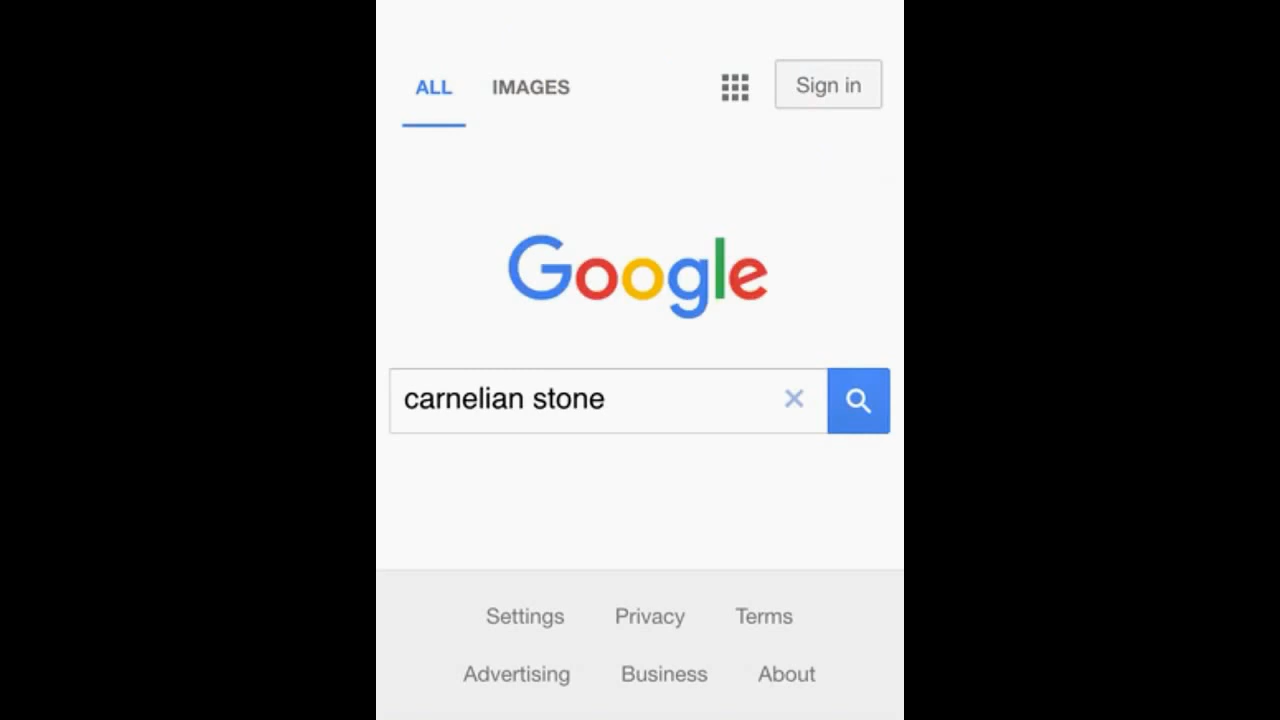 ALL IMAGES Sign in
Google
carnelian stone
Settings Privacy Terms
Advertising Business About